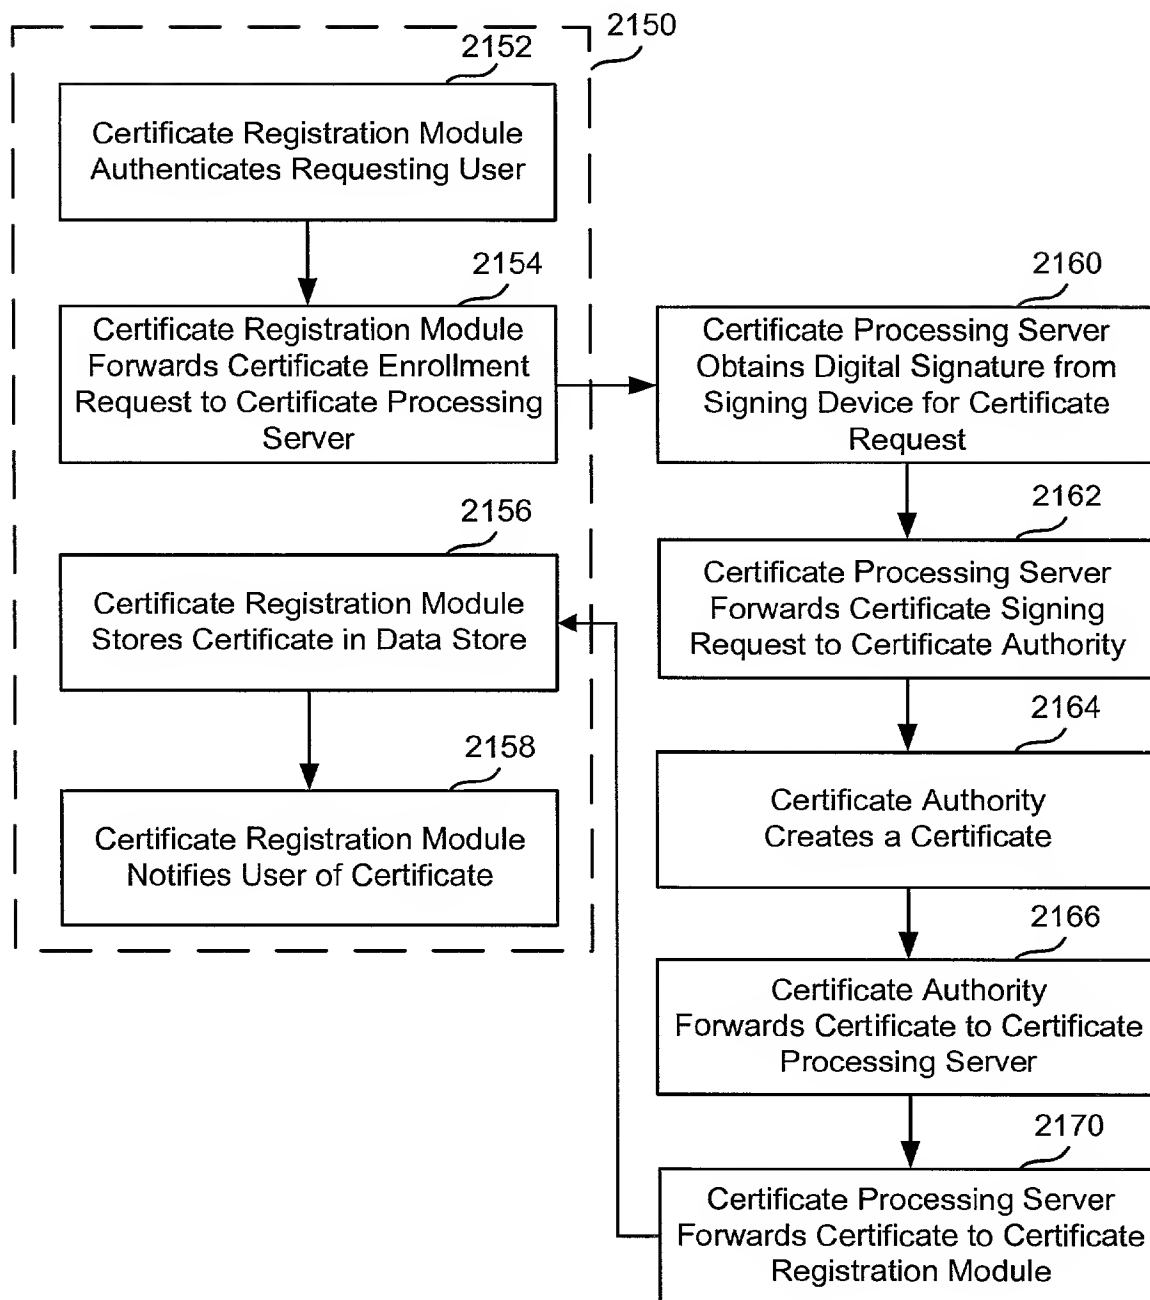 2150
2152
Certificate Registration Module
Authenticates Requesting User
2154
Certificate Registration Module
Forwards Certificate Enrollment
Request to Certificate Processing
Server
2156
Certificate Registration Module
Stores Certificate in Data Store
2158
Certificate Registration Module
Notifies User of Certificate
2160
Certificate Processing Server
Obtains Digital Signature from
Signing Device for Certificate
Request
2162
Certificate Processing Server
Forwards Certificate Signing
Request to Certificate Authority
2164
Certificate Authority
Creates a Certificate
2166
Certificate Authority
Forwards Certificate to Certificate
Processing Server
2170
Certificate Processing Server
Forwards Certificate to Certificate
Registration Module